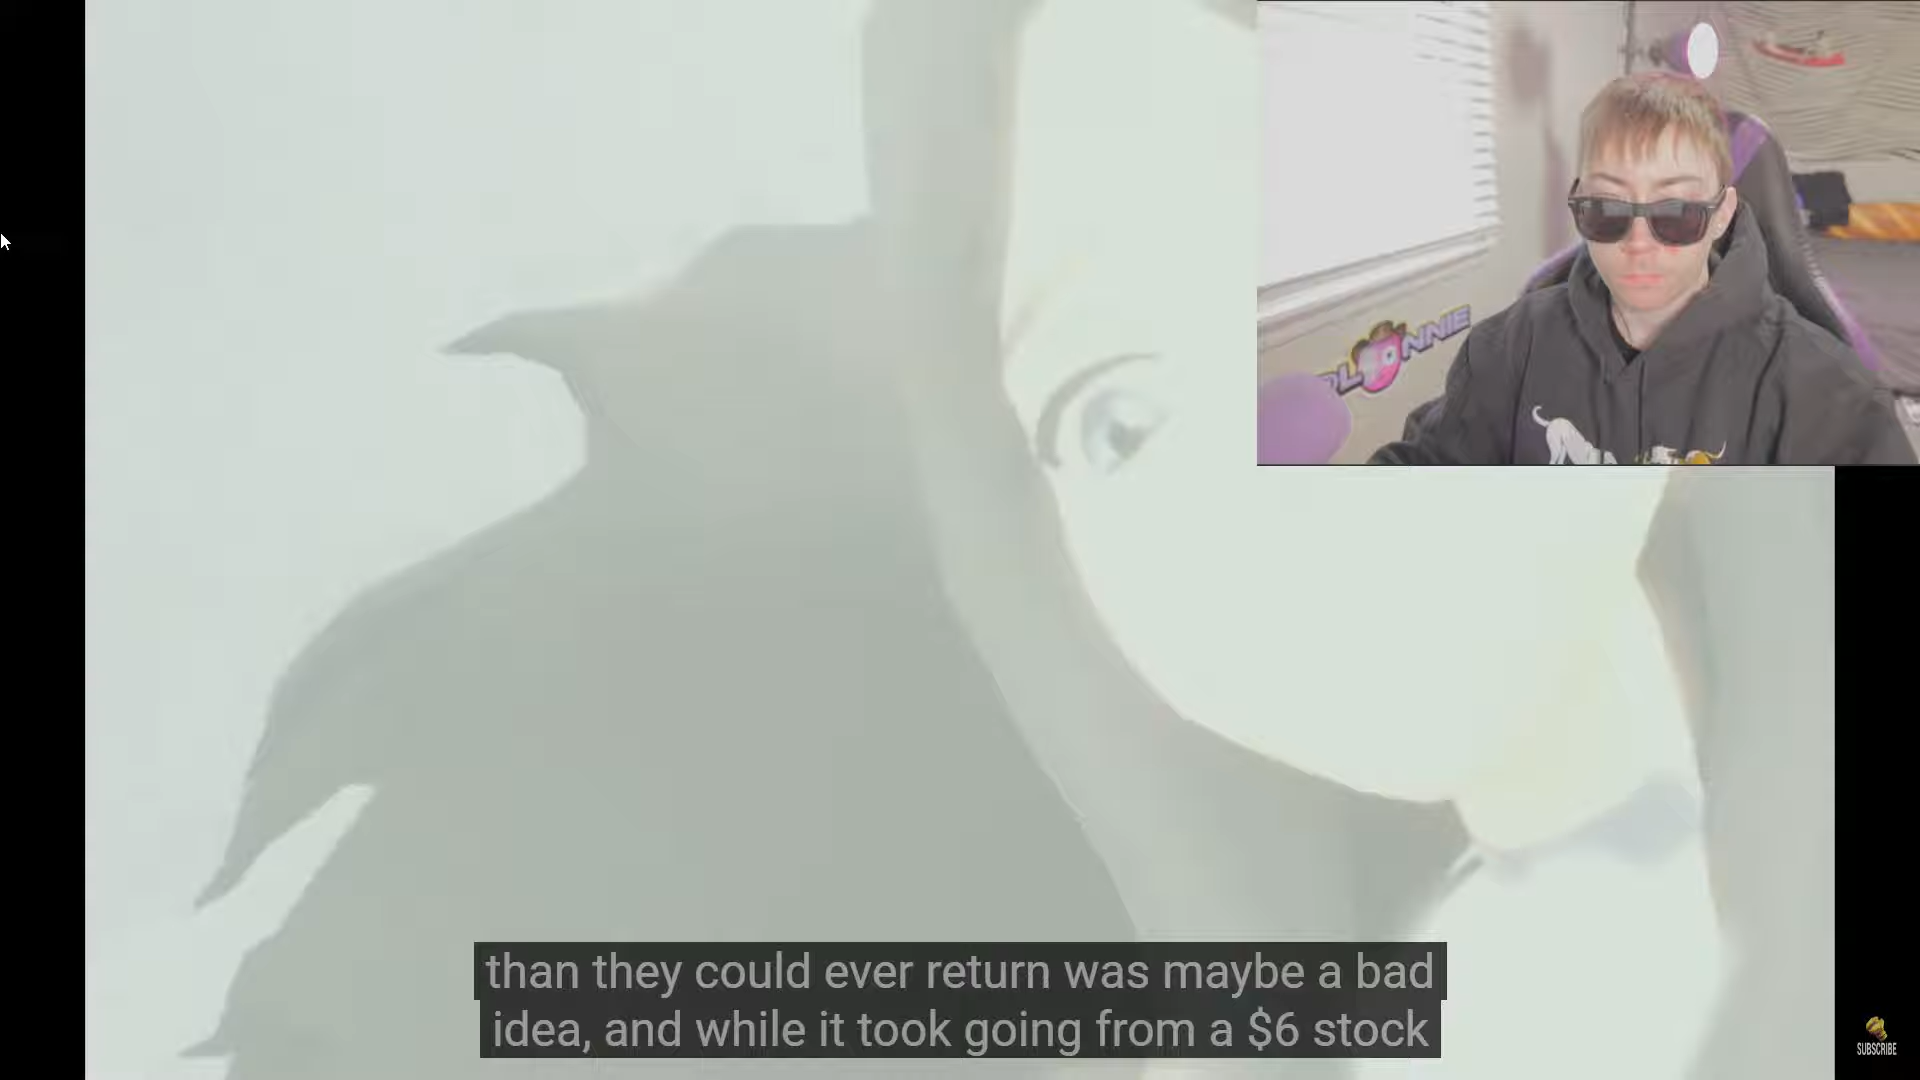 than they could ever return was maybe a bad
idea, and while it took going from a $6 stock
SUBSCRIBE